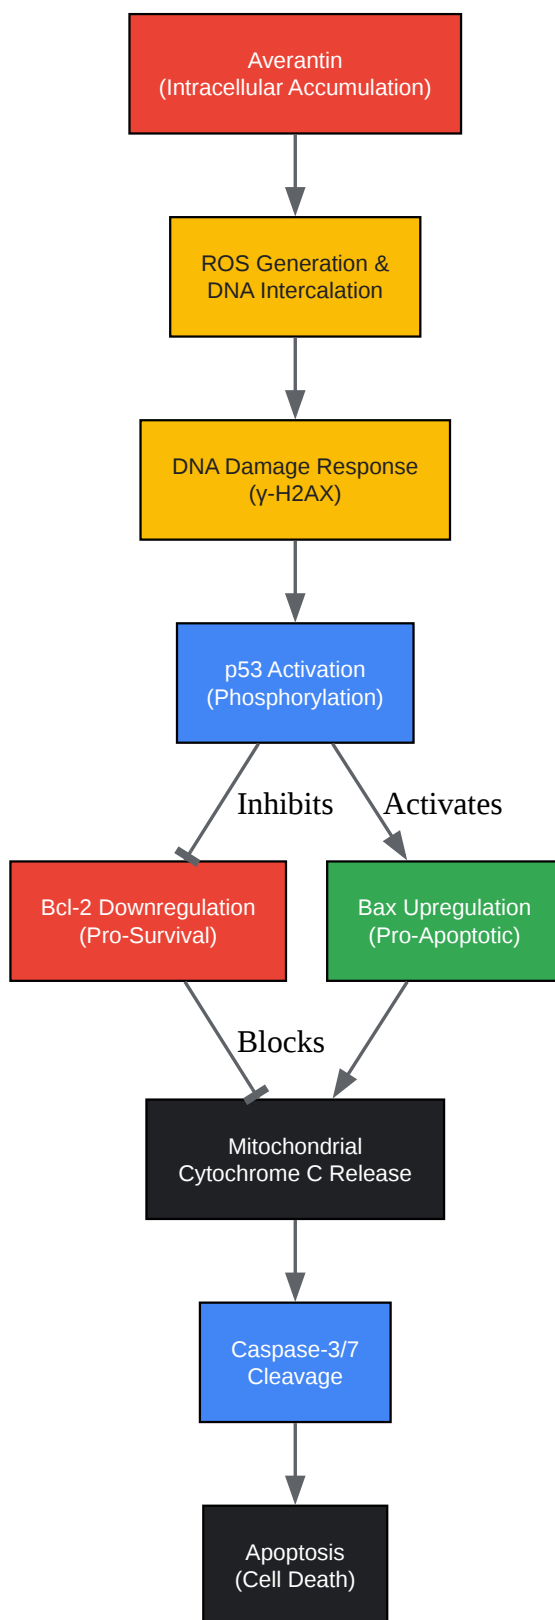 Averantin
(Intracellular Accumulation)
ROS Generation &
DNA Intercalation
DNA Damage Response
(γ-H2AX)
p53 Activation
(Phosphorylation)
Inhibits
Activates
Bcl-2 Downregulation
(Pro-Survival)
Bax Upregulation
(Pro-Apoptotic)
Blocks
Mitochondrial
Cytochrome C Release
Caspase-3/7
Cleavage
Apoptosis
(Cell Death)